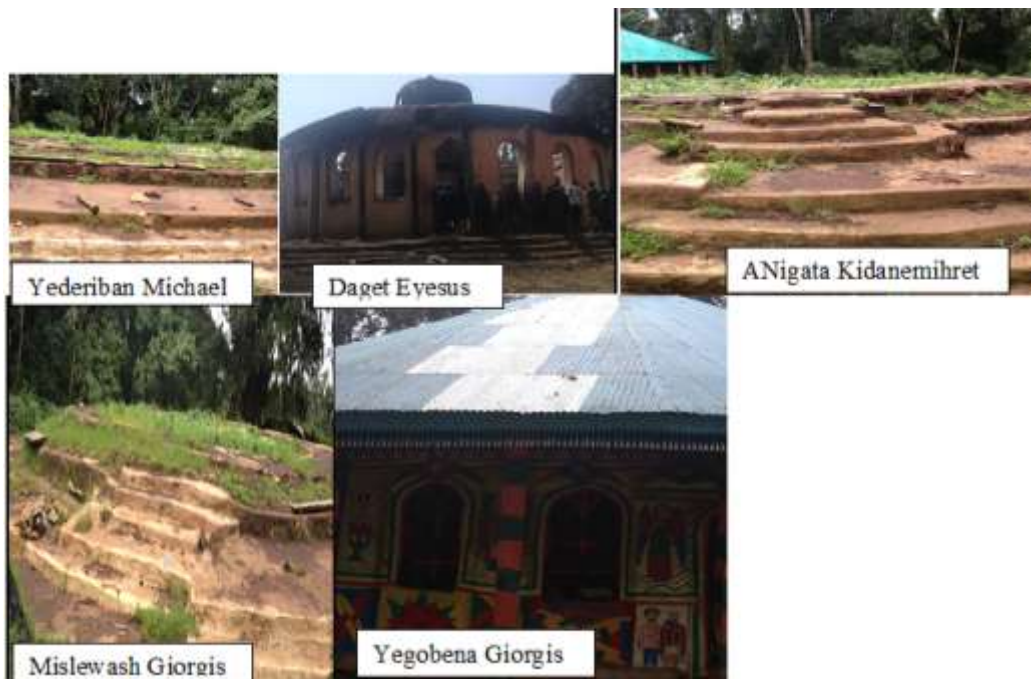 Yederiban Michael
Daget Eyesus
ANigata Kidanemihret
Mislewash Giorgis
Yegobena Giorgis